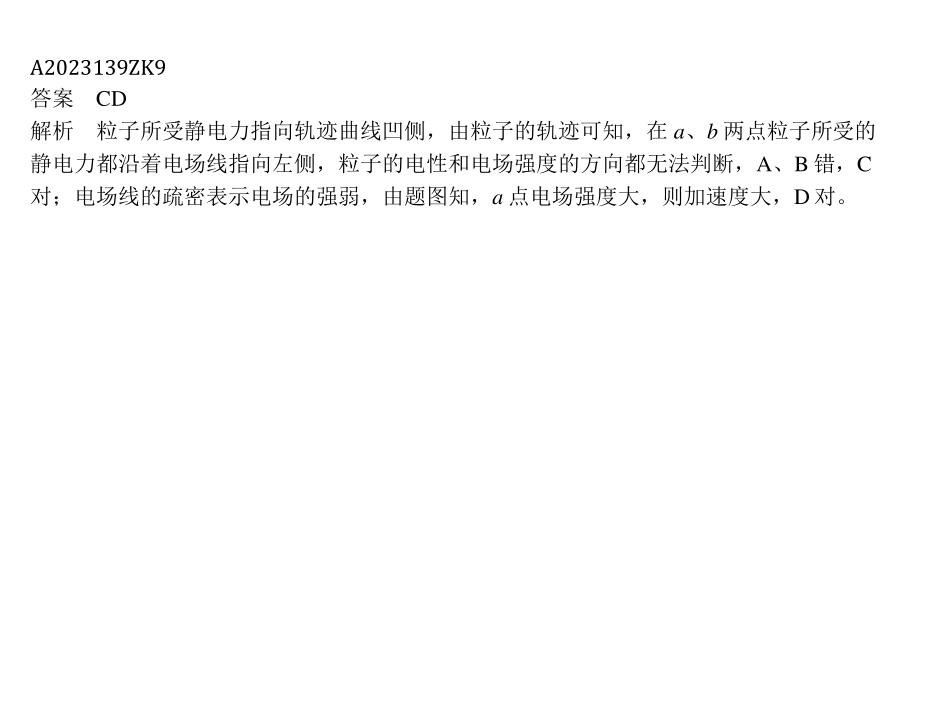 A2023139ZK9
答案　CD
解析　粒子所受静电力指向轨迹曲线凹侧，由粒子的轨迹可知，在 a、b 两点粒子所受的
静电力都沿着电场线指向左侧，粒子的电性和电场强度的方向都无法判断，A、B 错，C
对；电场线的疏密表示电场的强弱，由题图知，a 点电场强度大，则加速度大，D 对。